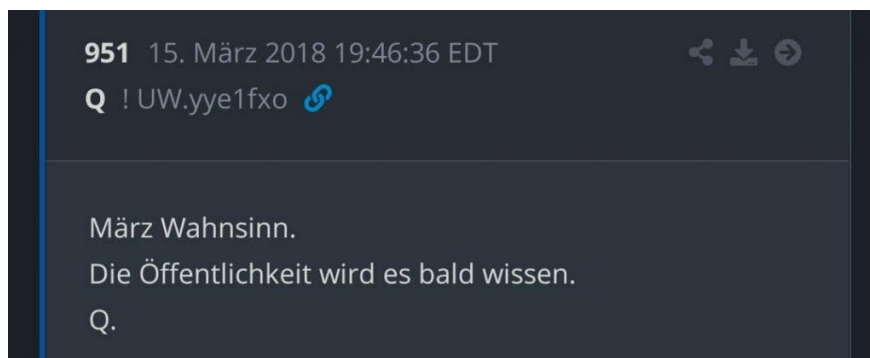 951 15. März 2018 19:46:36 EDT
Q !UW.yye1fxo
März Wahnsinn.
Die Öffentlichkeit wird es bald wissen.
Q.